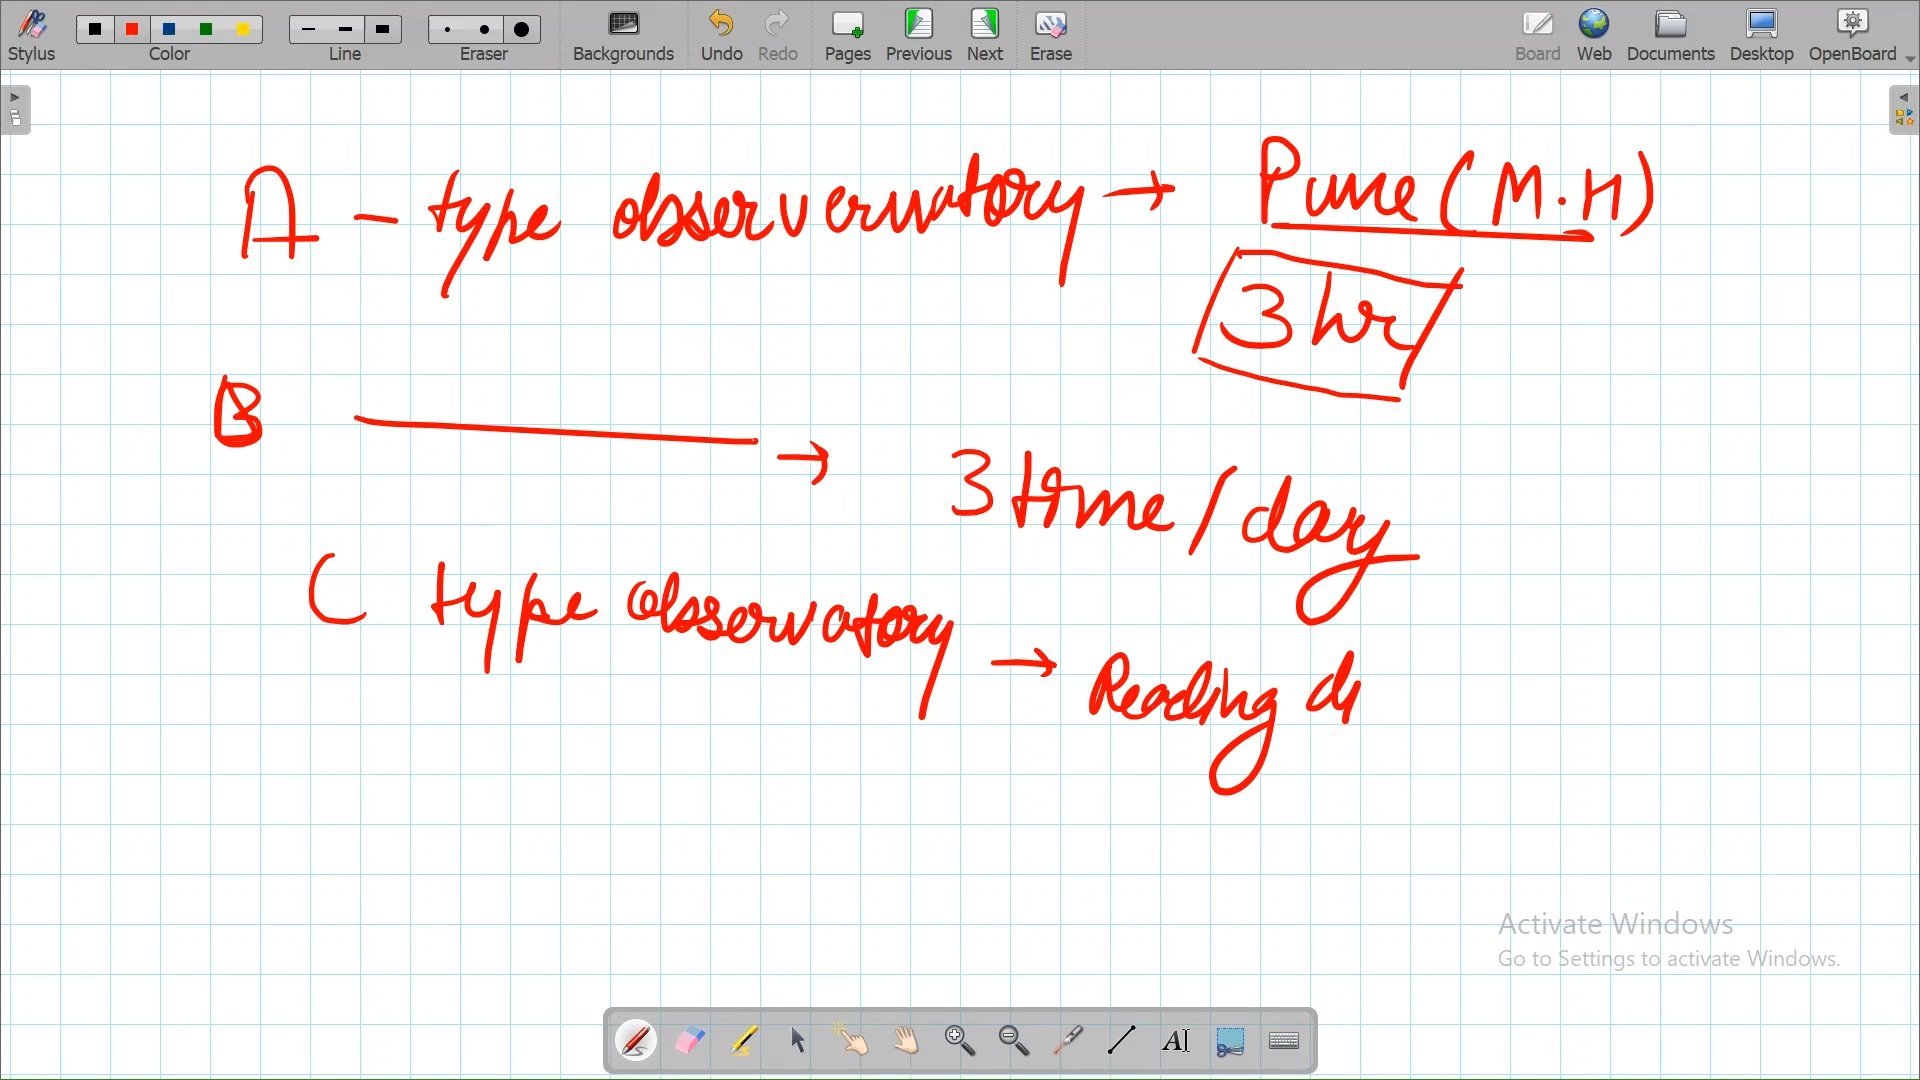 Stylus Color Line Eraser Backgrounds Undo Redo Pages Previous Next Erase Board Web Documents Desktop OpenBoard
A - type observervervatory → Pune (M.H)
3 hr
B ——— → 3 time / day
C type observatory → Reading
Activate Windows
Go to Settings to activate Windows.